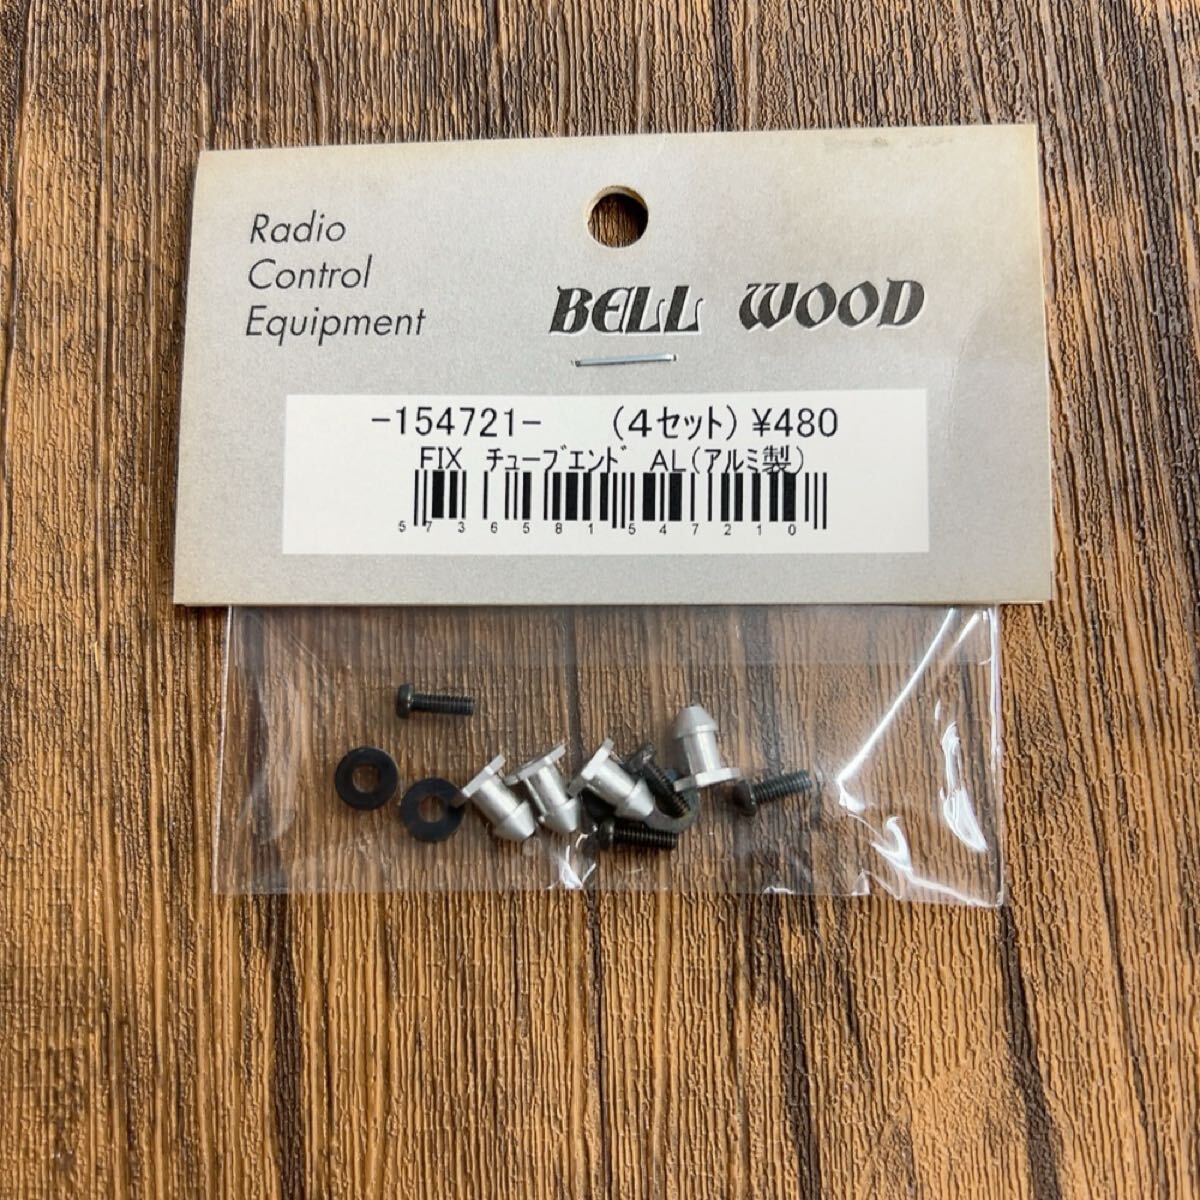 Radio
Control
Equipment
BELL WOOD
-154721- (4セット) ¥480
FIX チューブエンド AL(アルミ製)
5736581547210